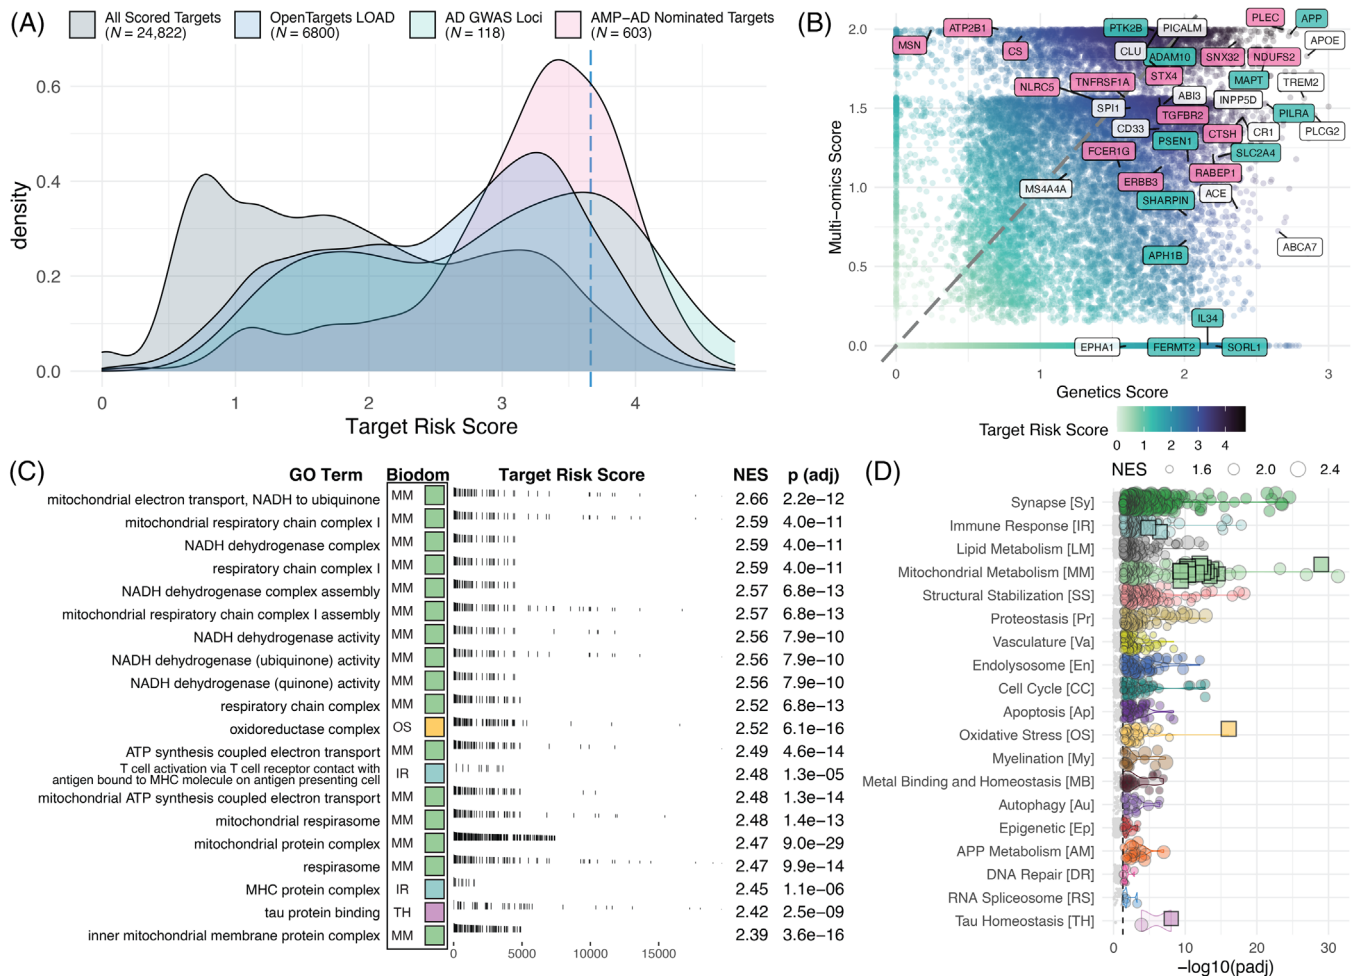 (A)
All Scored Targets
(N = 24,822)
OpenTargets LOAD
(N = 6800)
AD GWAS Loci
(N = 118)
AMP−AD Nominated Targets
(N = 603)
density
0.6
0.4
0.2
0.0
0 1 2 3 4
Target Risk Score
(B)
Multi−omics Score
2.0
1.5
1.0
0.5
0.0
MSN
ATP2B1
CS
PTK2B
PICALM
PLEC
APP
APOE
CLU
ADAM10
SNX32
NDUFS2
STX4
MAPT
TREM2
NLRC5
TNFRSF1A
ABI3
INPP5D
SPI1
TGFBR2
PILRA
CD33
CTSH
CR1
PLCG2
PSEN1
FCER1G
SLC2A4
RABEP1
ERBB3
MS4A4A
SHARPIN
ACE
APH1B
ABCA7
IL34
EPHA1
FERMT2
SORL1
0 1 2 3
Genetics Score
Target Risk Score
0 1 2 3 4
(C)
GO Term Biodom Target Risk Score NES p (adj)
mitochondrial electron transport, NADH to ubiquinone MM 2.66 2.2e−12
mitochondrial respiratory chain complex I MM 2.59 4.0e−11
NADH dehydrogenase complex MM 2.59 4.0e−11
respiratory chain complex I MM 2.59 4.0e−11
NADH dehydrogenase complex assembly MM 2.57 6.8e−13
mitochondrial respiratory chain complex I assembly MM 2.57 6.8e−13
NADH dehydrogenase activity MM 2.56 7.9e−10
NADH dehydrogenase (ubiquinone) activity MM 2.56 7.9e−10
NADH dehydrogenase (quinone) activity MM 2.56 7.9e−10
respiratory chain complex MM 2.52 6.8e−13
oxidoreductase complex OS 2.52 6.1e−16
ATP synthesis coupled electron transport MM 2.49 4.6e−14
T cell activation via T cell receptor contact with
antigen bound to MHC molecule on antigen presenting cell IR 2.48 1.3e−05
mitochondrial ATP synthesis coupled electron transport MM 2.48 1.3e−14
mitochondrial respirasome MM 2.48 1.4e−13
mitochondrial protein complex MM 2.47 9.0e−29
respirasome MM 2.47 9.9e−14
MHC protein complex IR 2.45 1.1e−06
tau protein binding TH 2.42 2.5e−09
inner mitochondrial membrane protein complex MM 2.39 3.6e−16
0 5000 10000 15000
(D)
NES 1.6 2.0 2.4
Synapse [Sy]
Immune Response [IR]
Lipid Metabolism [LM]
Mitochondrial Metabolism [MM]
Structural Stabilization [SS]
Proteostasis [Pr]
Vasculature [Va]
Endolysosome [En]
Cell Cycle [CC]
Apoptosis [Ap]
Oxidative Stress [OS]
Myelination [My]
Metal Binding and Homeostasis [MB]
Autophagy [Au]
Epigenetic [Ep]
APP Metabolism [AM]
DNA Repair [DR]
RNA Spliceosome [RS]
Tau Homeostasis [TH]
0 10 20 30
−log10(padj)